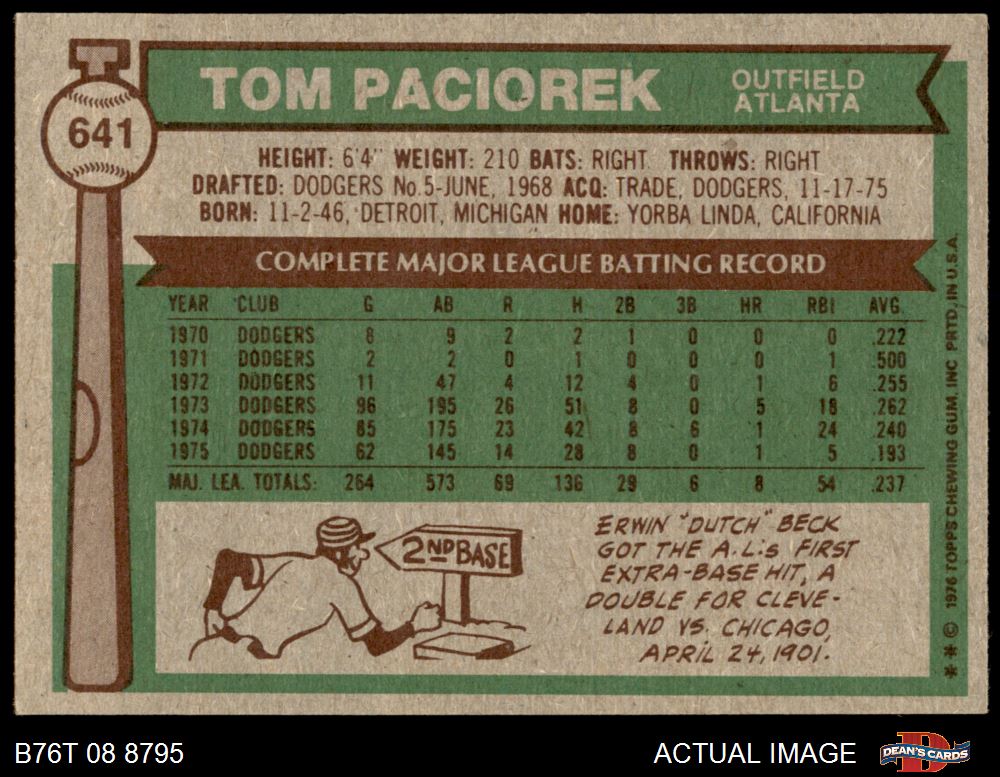 641
TOM PACIOREK
OUTFIELD
ATLANTA
HEIGHT: 6'4" WEIGHT: 210 BATS: RIGHT THROWS: RIGHT
DRAFTED: DODGERS No.5-JUNE, 1968 ACQ: TRADE, DODGERS, 11-17-75
BORN: 11-2-46, DETROIT, MICHIGAN HOME: YORBA LINDA, CALIFORNIA
COMPLETE MAJOR LEAGUE BATTING RECORD
YEAR CLUB G AB R H 2B 3B HR RBI AVG.
1970 DODGERS 8 9 2 2 1 0 0 0 .222
1971 DODGERS 2 2 0 1 0 0 0 1 .500
1972 DODGERS 11 47 4 12 4 0 1 6 .255
1973 DODGERS 96 195 26 51 8 0 5 18 .262
1974 DODGERS 85 175 23 42 8 6 1 24 .240
1975 DODGERS 62 145 14 28 8 0 1 5 .193
MAJ. LEA. TOTALS: 264 573 69 136 29 6 8 54 .237
2ND BASE
ERWIN "DUTCH" BECK
GOT THE A.L.'s FIRST
EXTRA-BASE HIT, A
DOUBLE FOR CLEVE-
LAND VS. CHICAGO,
APRIL 24, 1901.
** © 1976 TOPPS CHEWING GUM, INC PRTD. IN U.S.A.
B76T 08 8795
ACTUAL IMAGE
D
DEAN'S CARDS